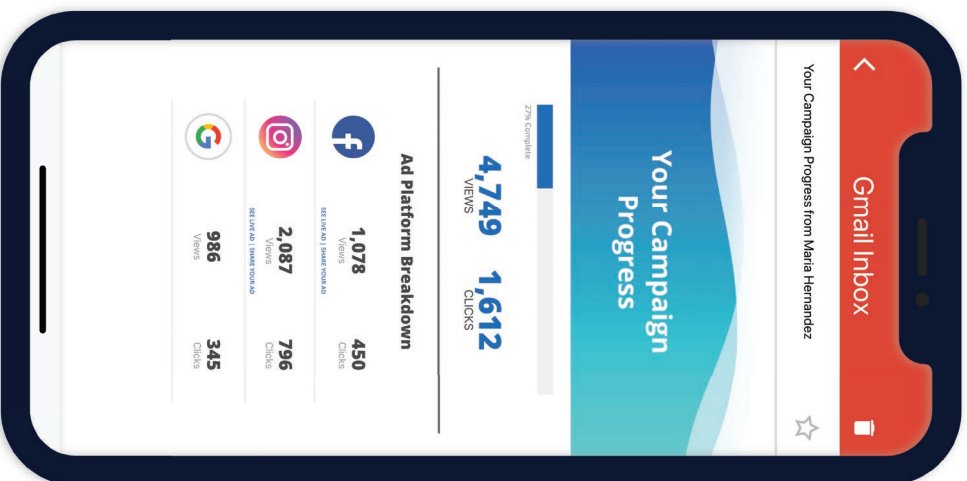 Gmail Inbox
Your Campaign Progress from Maria Hernandez
Your Campaign
Progress
27% Complete
4,749 1,612
VIEWS CLICKS
Ad Platform Breakdown
1,078 450
Views Clicks
SEE LIVE AD | SHARE YOUR AD
2,087 796
Views Clicks
SEE LIVE AD | SHARE YOUR AD
986 345
Views Clicks